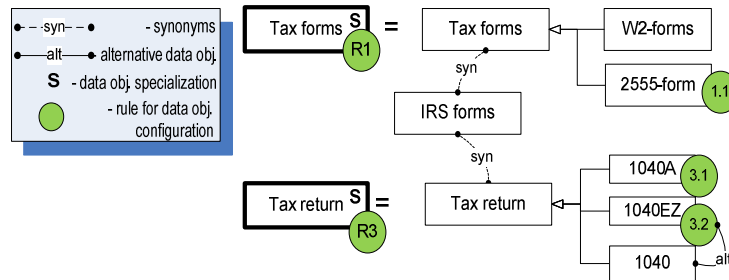 syn - synonyms
alt - alternative data obj.
S - data obj. specialization
- rule for data obj.
configuration
Tax forms S
R1
=
Tax forms
W2-forms
2555-form
1.1
syn
IRS forms
syn
Tax return S
R3
=
Tax return
1040A
3.1
1040EZ
3.2
1040
alt